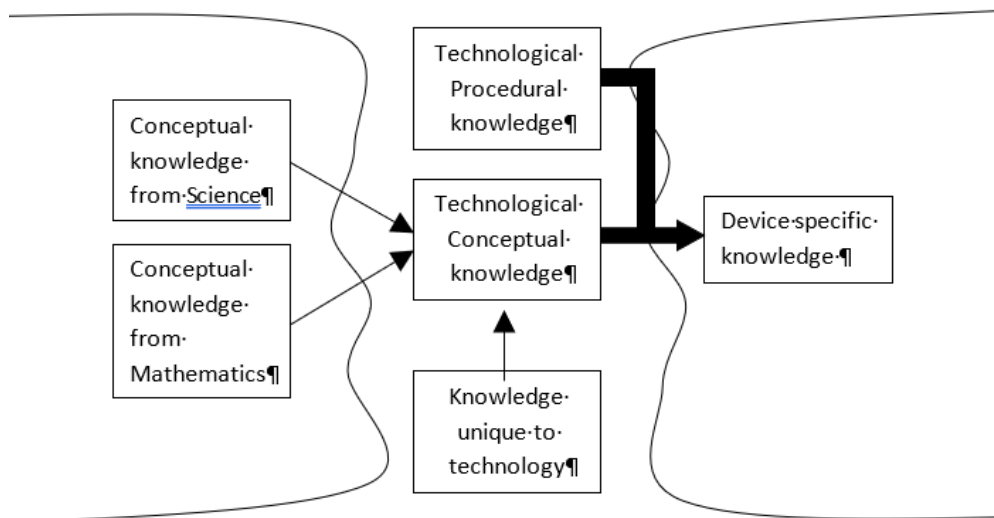 Technological·
Procedural·
knowledge¶
Conceptual·
knowledge·
from·Science¶
Technological·
Conceptual·
knowledge¶
Device·specific·
knowledge·¶
Conceptual·
knowledge·
from·
Mathematics¶
Knowledge·
unique·to·
technology¶